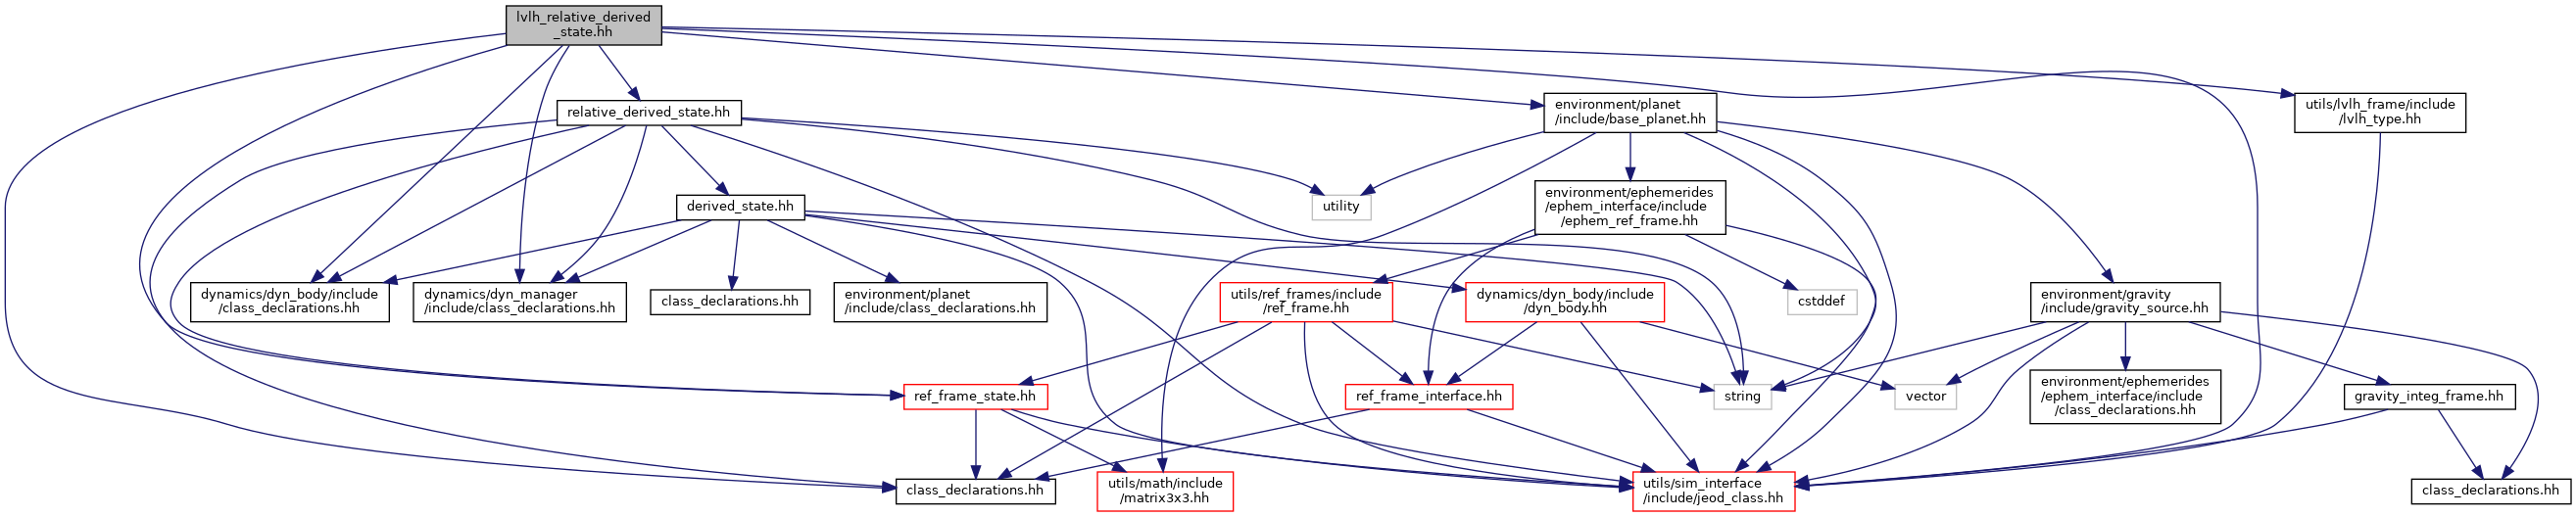 lvlh_relative_derived
_state.hh
relative_derived_state.hh
environment/planet
/include/base_planet.hh
utils/lvlh_frame/include
/lvlh_type.hh
derived_state.hh
utility
environment/ephemerides
/ephem_interface/include
/ephem_ref_frame.hh
dynamics/dyn_body/include
/class_declarations.hh
dynamics/dyn_manager
/include/class_declarations.hh
class_declarations.hh
environment/planet
/include/class_declarations.hh
utils/ref_frames/include
/ref_frame.hh
dynamics/dyn_body/include
/dyn_body.hh
cstddef
environment/gravity
/include/gravity_source.hh
ref_frame_state.hh
ref_frame_interface.hh
string
vector
environment/ephemerides
/ephem_interface/include
/class_declarations.hh
gravity_integ_frame.hh
class_declarations.hh
utils/math/include
/matrix3x3.hh
utils/sim_interface
/include/jeod_class.hh
class_declarations.hh